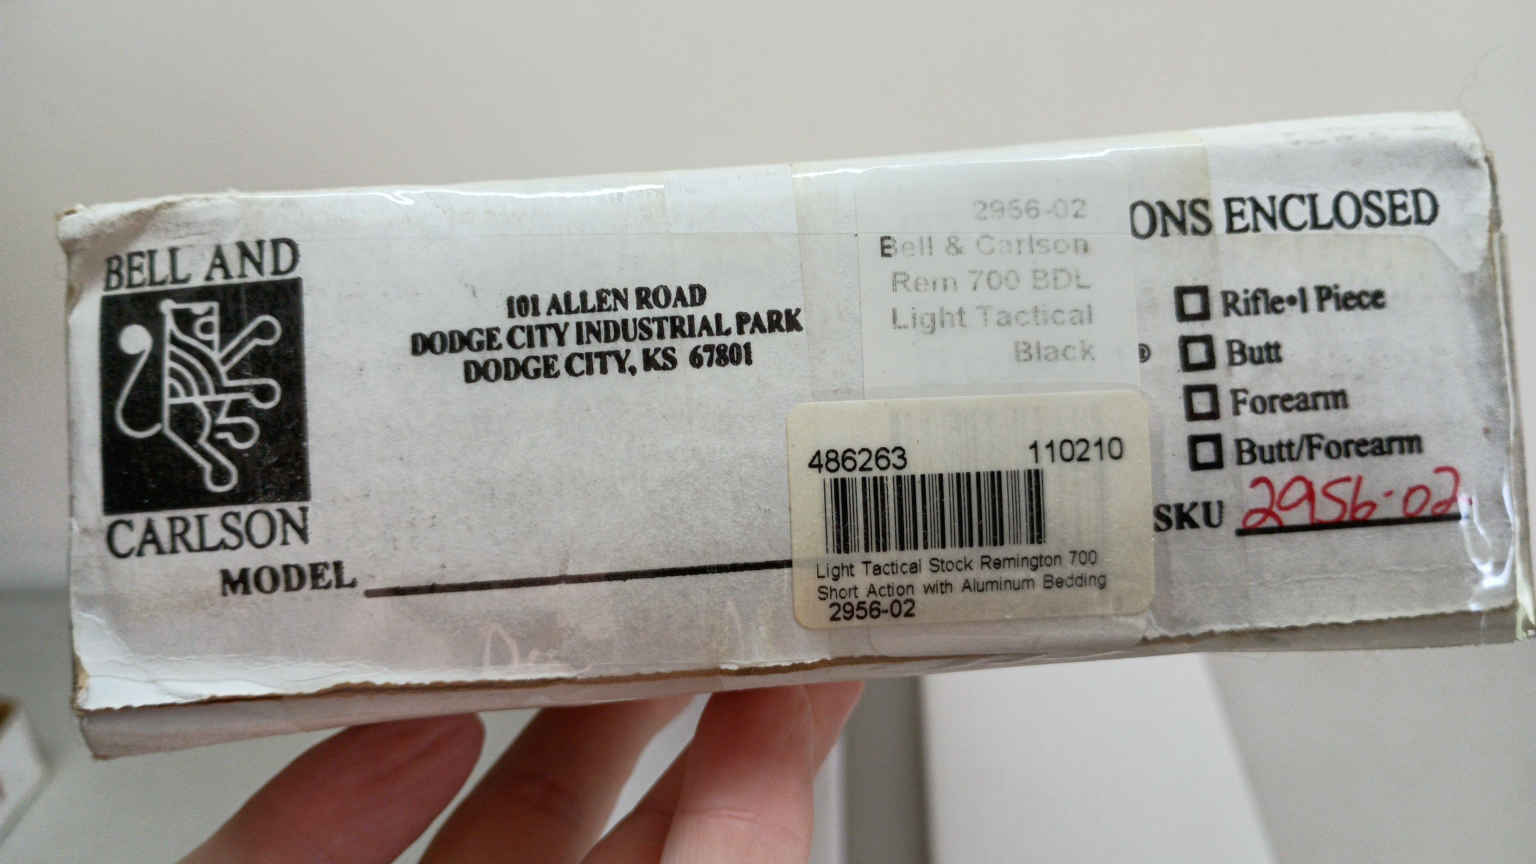 BELL AND
CARLSON
MODEL
101 ALLEN ROAD
DODGE CITY INDUSTRIAL PARK
DODGE CITY, KS 67801
2956-02
Bell & Carlson
Rem 700 BDL
Light Tactical
Black
486263 110210
Light Tactical Stock Remington 700
Short Action with Aluminum Bedding
2956-02
ONS ENCLOSED
Rifle•1 Piece
Butt
Forearm
Butt/Forearm
SKU 2956-02